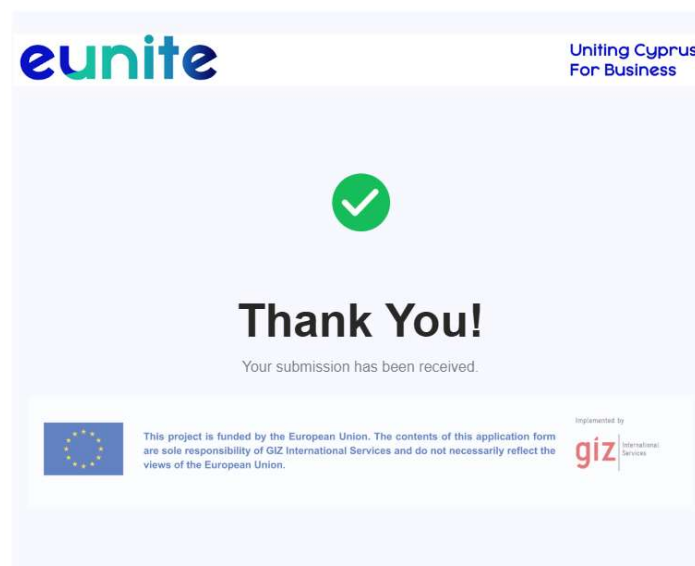 eunite
Uniting Cyprus
For Business
Thank You!
Your submission has been received.
This project is funded by the European Union. The contents of this application form
are sole responsibility of GIZ International Services and do not necessarily reflect the
views of the European Union.
Implemented by
giz
International
Services